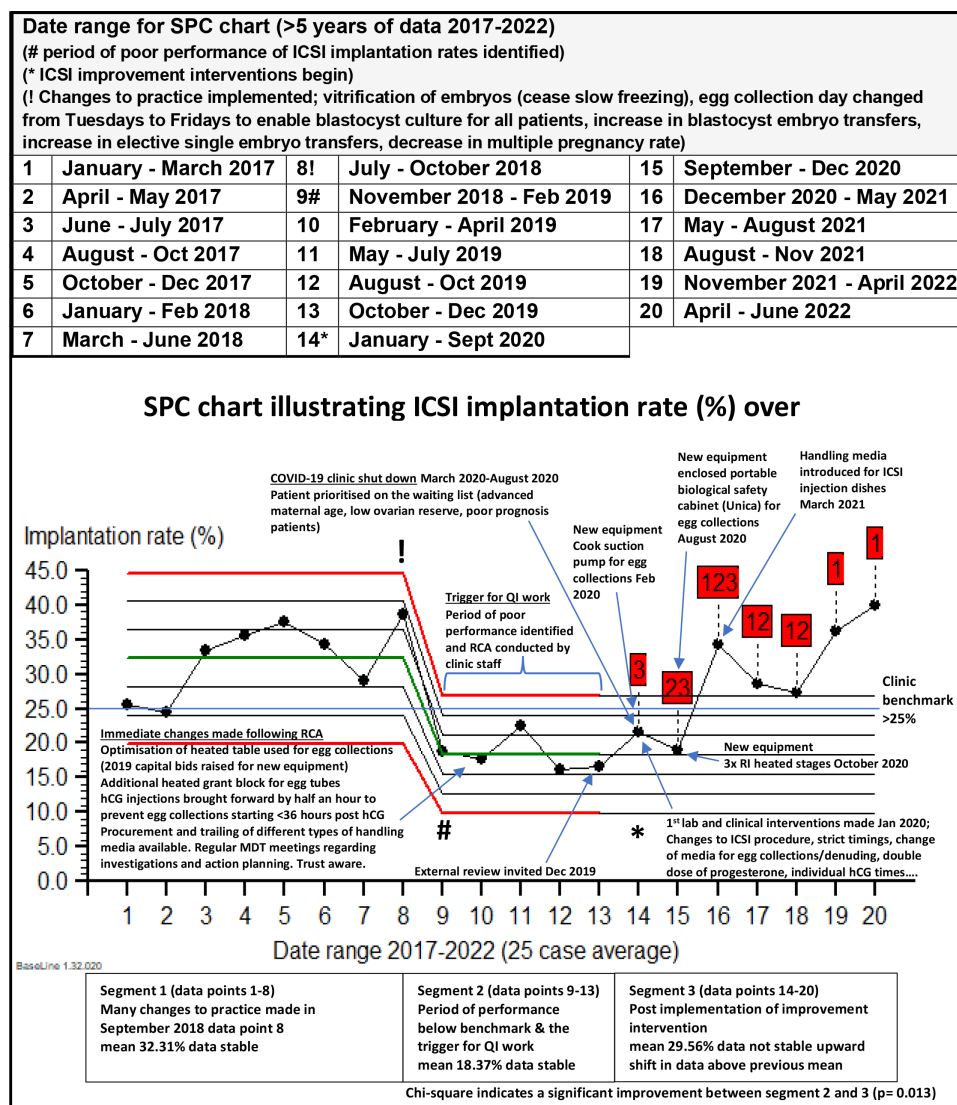 Date range for SPC chart (>5 years of data 2017-2022)
(# period of poor performance of ICSI implantation rates identified)
(* ICSI improvement interventions begin)
(! Changes to practice implemented; vitrification of embryos (cease slow freezing), egg collection day changed
from Tuesdays to Fridays to enable blastocyst culture for all patients, increase in blastocyst embryo transfers,
increase in elective single embryo transfers, decrease in multiple pregnancy rate)
1 January - March 2017 8! July - October 2018 15 September - Dec 2020
2 April - May 2017 9# November 2018 - Feb 2019 16 December 2020 - May 2021
3 June - July 2017 10 February - April 2019 17 May - August 2021
4 August - Oct 2017 11 May - July 2019 18 August - Nov 2021
5 October - Dec 2017 12 August - Oct 2019 19 November 2021 - April 2022
6 January - Feb 2018 13 October - Dec 2019 20 April - June 2022
7 March - June 2018 14* January - Sept 2020
SPC chart illustrating ICSI implantation rate (%) over
COVID-19 clinic shut down March 2020-August 2020
Patient prioritised on the waiting list (advanced
maternal age, low ovarian reserve, poor prognosis
patients)
New equipment
Cook suction
pump for egg
collections Feb
2020
New equipment
enclosed portable
biological safety
cabinet (Unica) for
egg collections
August 2020
Handling media
introduced for ICSI
injection dishes
March 2021
Implantation rate (%)
!
Trigger for QI work
Period of poor
performance identified
and RCA conducted by
clinic staff
3
23
123
12
12
1
1
Clinic
benchmark
>25%
45.0
40.0
35.0
30.0
25.0
20.0
15.0
10.0
5.0
0.0
Immediate changes made following RCA
Optimisation of heated table used for egg collections
(2019 capital bids raised for new equipment)
Additional heated grant block for egg tubes
hCG injections brought forward by half an hour to
prevent egg collections starting <36 hours post hCG
Procurement and trailing of different types of handling
media available. Regular MDT meetings regarding
investigations and action planning. Trust aware.
#
External review invited Dec 2019
*
New equipment
3x RI heated stages October 2020
1st lab and clinical interventions made Jan 2020;
Changes to ICSI procedure, strict timings, change
of media for egg collections/denuding, double
dose of progesterone, individual hCG times....
1 2 3 4 5 6 7 8 9 10 11 12 13 14 15 16 17 18 19 20
Date range 2017-2022 (25 case average)
BaseLine 1.32.020
Segment 1 (data points 1-8)
Many changes to practice made in
September 2018 data point 8
mean 32.31% data stable
Segment 2 (data points 9-13)
Period of performance
below benchmark & the
trigger for QI work
mean 18.37% data stable
Segment 3 (data points 14-20)
Post implementation of improvement
intervention
mean 29.56% data not stable upward
shift in data above previous mean
Chi-square indicates a significant improvement between segment 2 and 3 (p= 0.013)